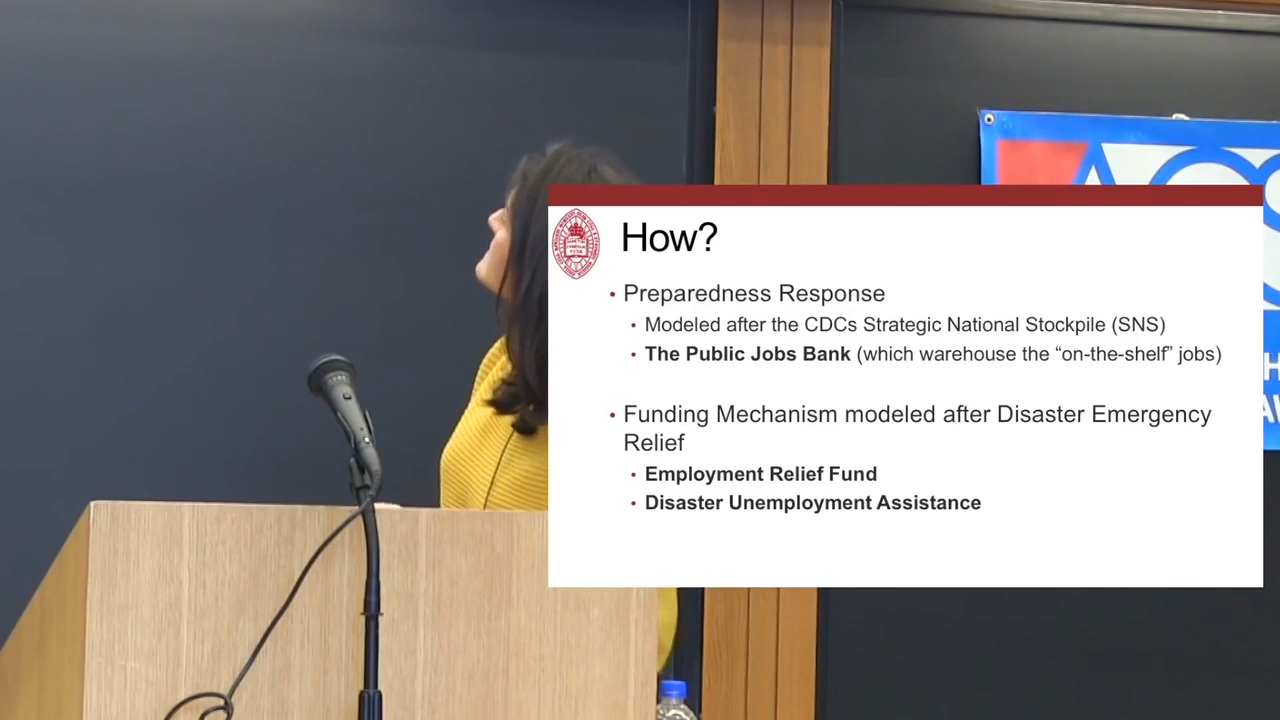 How?
• Preparedness Response
• Modeled after the CDCs Strategic National Stockpile (SNS)
• The Public Jobs Bank (which warehouse the “on-the-shelf” jobs)
• Funding Mechanism modeled after Disaster Emergency
Relief
• Employment Relief Fund
• Disaster Unemployment Assistance